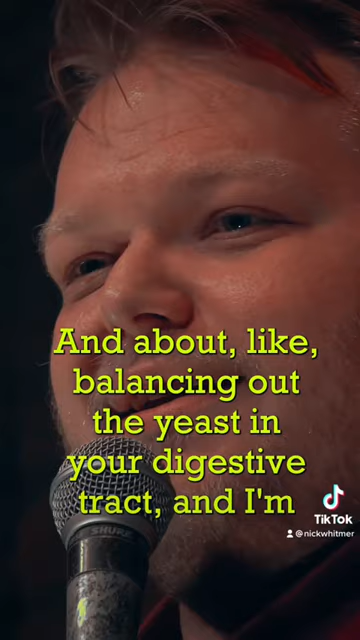 And about, like,
balancing out
the yeast in
your digestive
tract, and I'm
TikTok
@nickwhitmer
SHURE